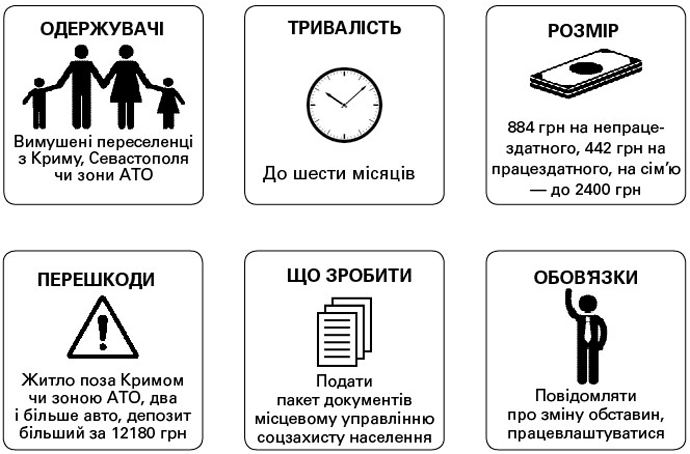 ОДЕРЖУВАЧІ
Вимушені переселенці
з Криму, Севастополя
чи зони АТО
ТРИВАЛІСТЬ
До шести місяців
РОЗМІР
884 грн на непраце-
здатного, 442 грн на
працездатного, на сім’ю
— до 2400 грн
ПЕРЕШКОДИ
Житло поза Кримом
чи зоною АТО, два
і більше авто, депозит
більший за 12180 грн
ЩО ЗРОБИТИ
Подати
пакет документів
місцевому управлінню
соцзахисту населення
ОБОВ’ЯЗКИ
Повідомляти
про зміну обставин,
працевлаштуватися